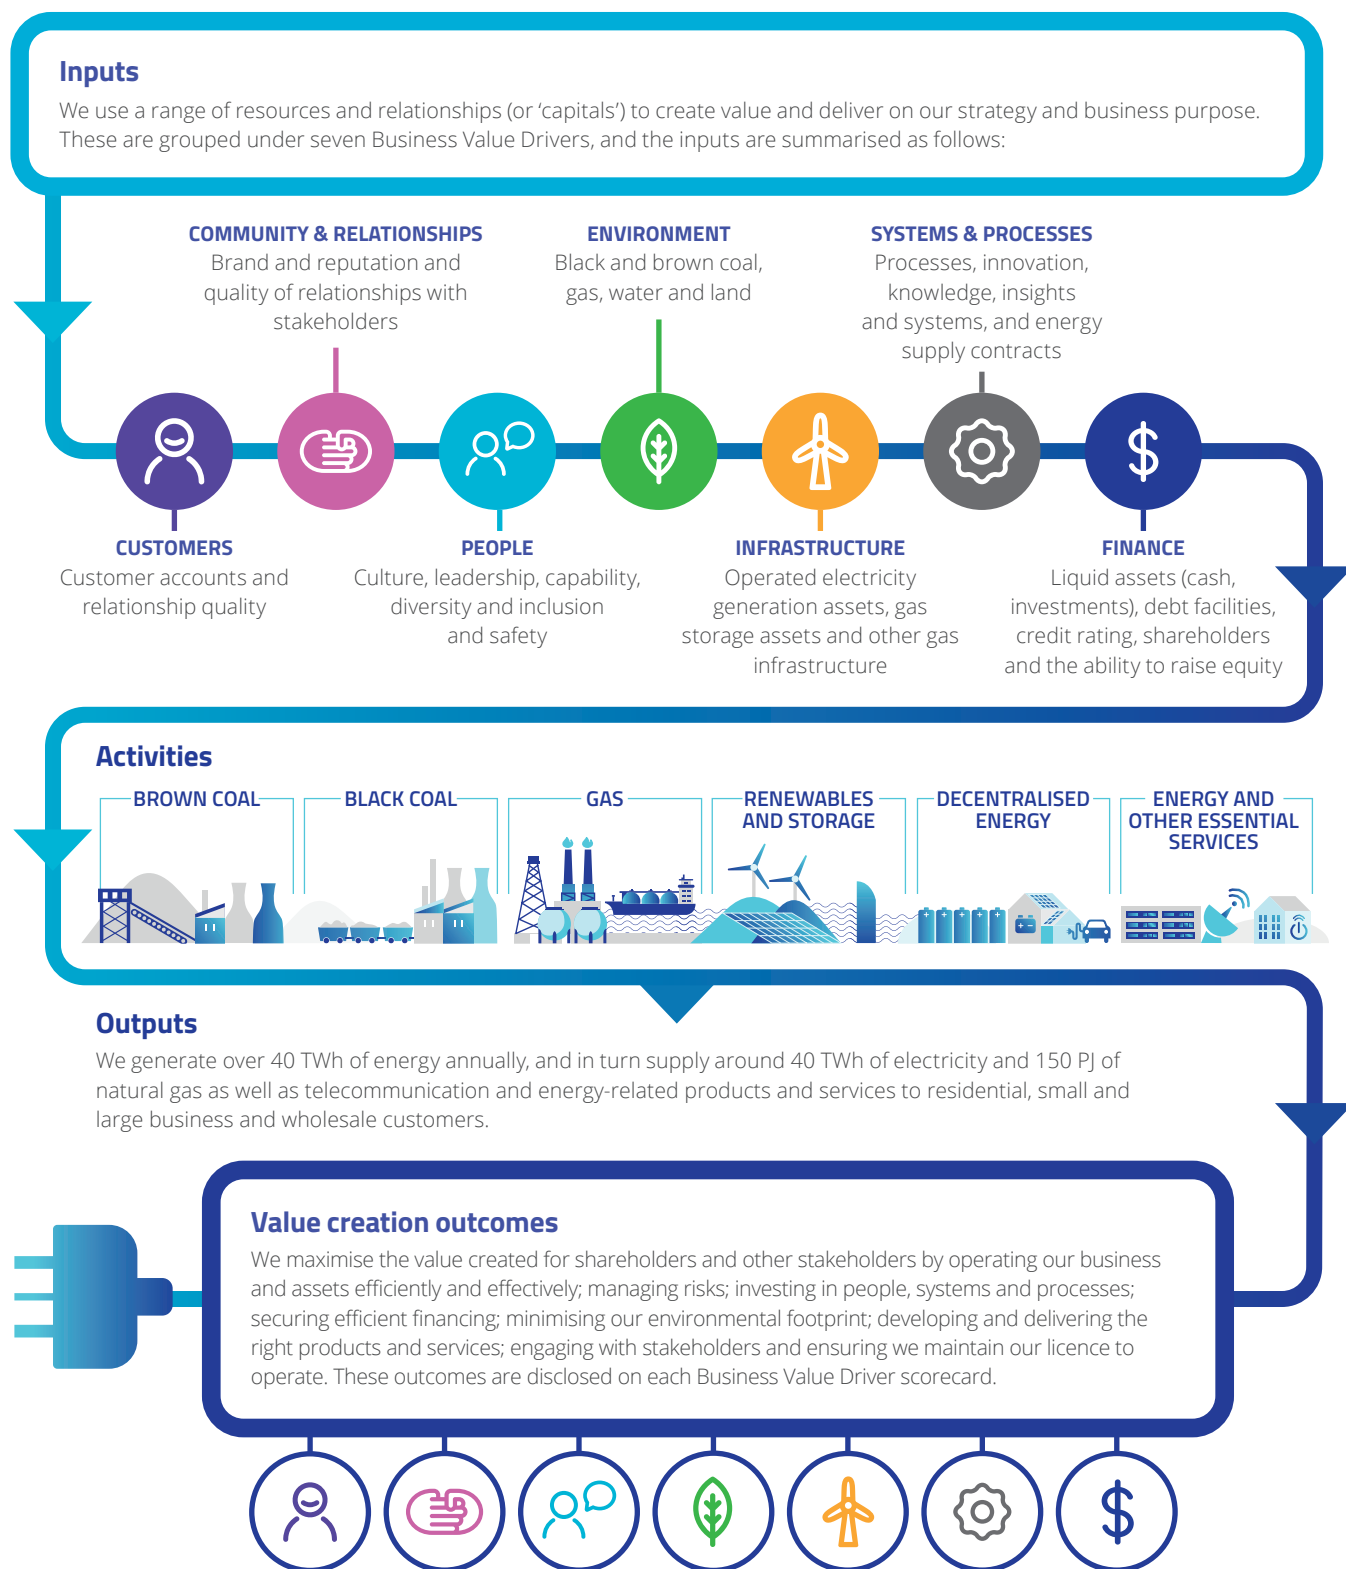 Inputs
We use a range of resources and relationships (or ‘capitals’) to create value and deliver on our strategy and business purpose.
These are grouped under seven Business Value Drivers, and the inputs are summarised as follows:
COMMUNITY & RELATIONSHIPS
Brand and reputation and
quality of relationships with
stakeholders
ENVIRONMENT
Black and brown coal,
gas, water and land
SYSTEMS & PROCESSES
Processes, innovation,
knowledge, insights
and systems, and energy
supply contracts
CUSTOMERS
Customer accounts and
relationship quality
PEOPLE
Culture, leadership, capability,
diversity and inclusion
and safety
INFRASTRUCTURE
Operated electricity
generation assets, gas
storage assets and other gas
infrastructure
FINANCE
Liquid assets (cash,
investments), debt facilities,
credit rating, shareholders
and the ability to raise equity
Activities
BROWN COAL
BLACK COAL
GAS
RENEWABLES
AND STORAGE
DECENTRALISED
ENERGY
ENERGY AND
OTHER ESSENTIAL
SERVICES
Outputs
We generate over 40 TWh of energy annually, and in turn supply around 40 TWh of electricity and 150 PJ of
natural gas as well as telecommunication and energy-related products and services to residential, small and
large business and wholesale customers.
Value creation outcomes
We maximise the value created for shareholders and other stakeholders by operating our business
and assets efficiently and effectively; managing risks; investing in people, systems and processes;
securing efficient financing; minimising our environmental footprint; developing and delivering the
right products and services; engaging with stakeholders and ensuring we maintain our licence to
operate. These outcomes are disclosed on each Business Value Driver scorecard.